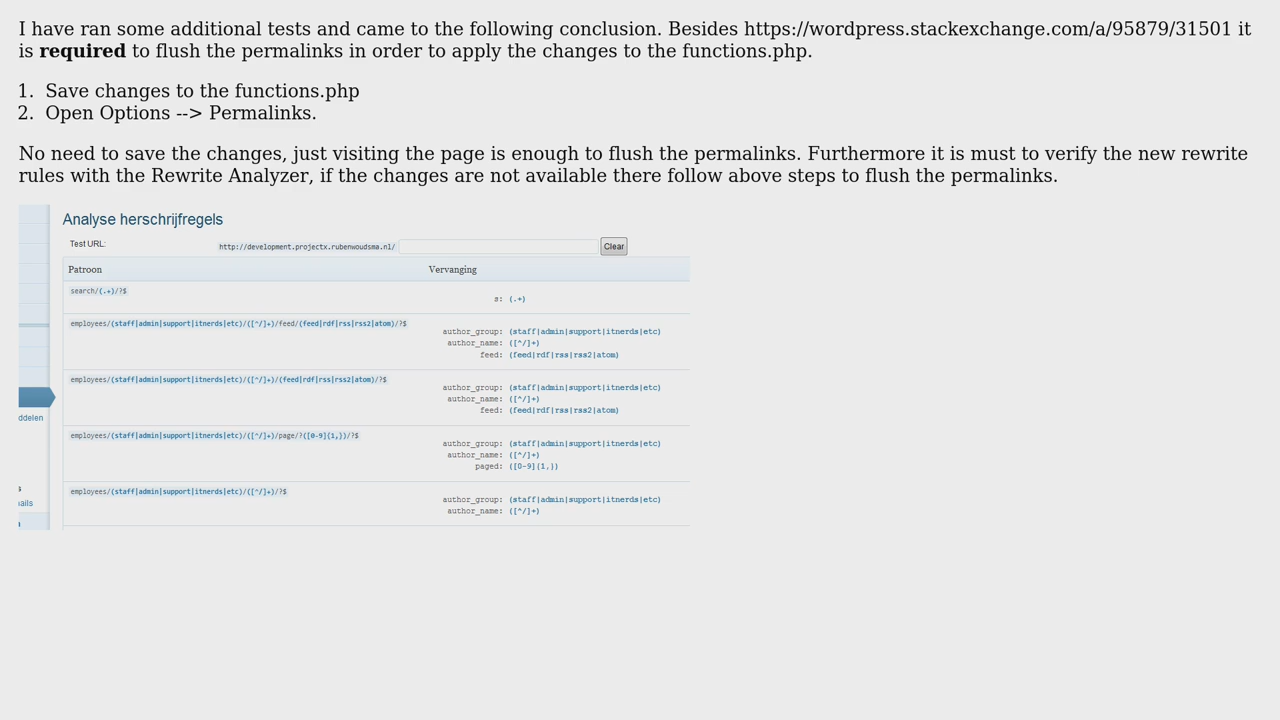 I have ran some additional tests and came to the following conclusion. Besides https://wordpress.stackexchange.com/a/95879/31501 it
is required to flush the permalinks in order to apply the changes to the functions.php.
1. Save changes to the functions.php
2. Open Options --> Permalinks.
No need to save the changes, just visiting the page is enough to flush the permalinks. Furthermore it is must to verify the new rewrite
rules with the Rewrite Analyzer, if the changes are not available there follow above steps to flush the permalinks.
Analyse herschrijfregels
Test URL: http://development.projectx.rubenwoudsma.nl/ Clear
Patroon Vervanging
search/(.+)/?$
s: (.+)
employees/(staff|admin|support|itnerds|etc)/([^/]+)/feed/(feed|rdf|rss|rss2|atom)/?$
author_group: (staff|admin|support|itnerds|etc)
author_name: ([^/]+)
feed: (feed|rdf|rss|rss2|atom)
employees/(staff|admin|support|itnerds|etc)/([^/]+)/(feed|rdf|rss|rss2|atom)/?$
author_group: (staff|admin|support|itnerds|etc)
author_name: ([^/]+)
feed: (feed|rdf|rss|rss2|atom)
ddelen
employees/(staff|admin|support|itnerds|etc)/([^/]+)/page/?([0-9]{1,})/?$
author_group: (staff|admin|support|itnerds|etc)
author_name: ([^/]+)
paged: ([0-9]{1,})
s
employees/(staff|admin|support|itnerds|etc)/([^/]+)/?$
author_group: (staff|admin|support|itnerds|etc)
ails
author_name: ([^/]+)